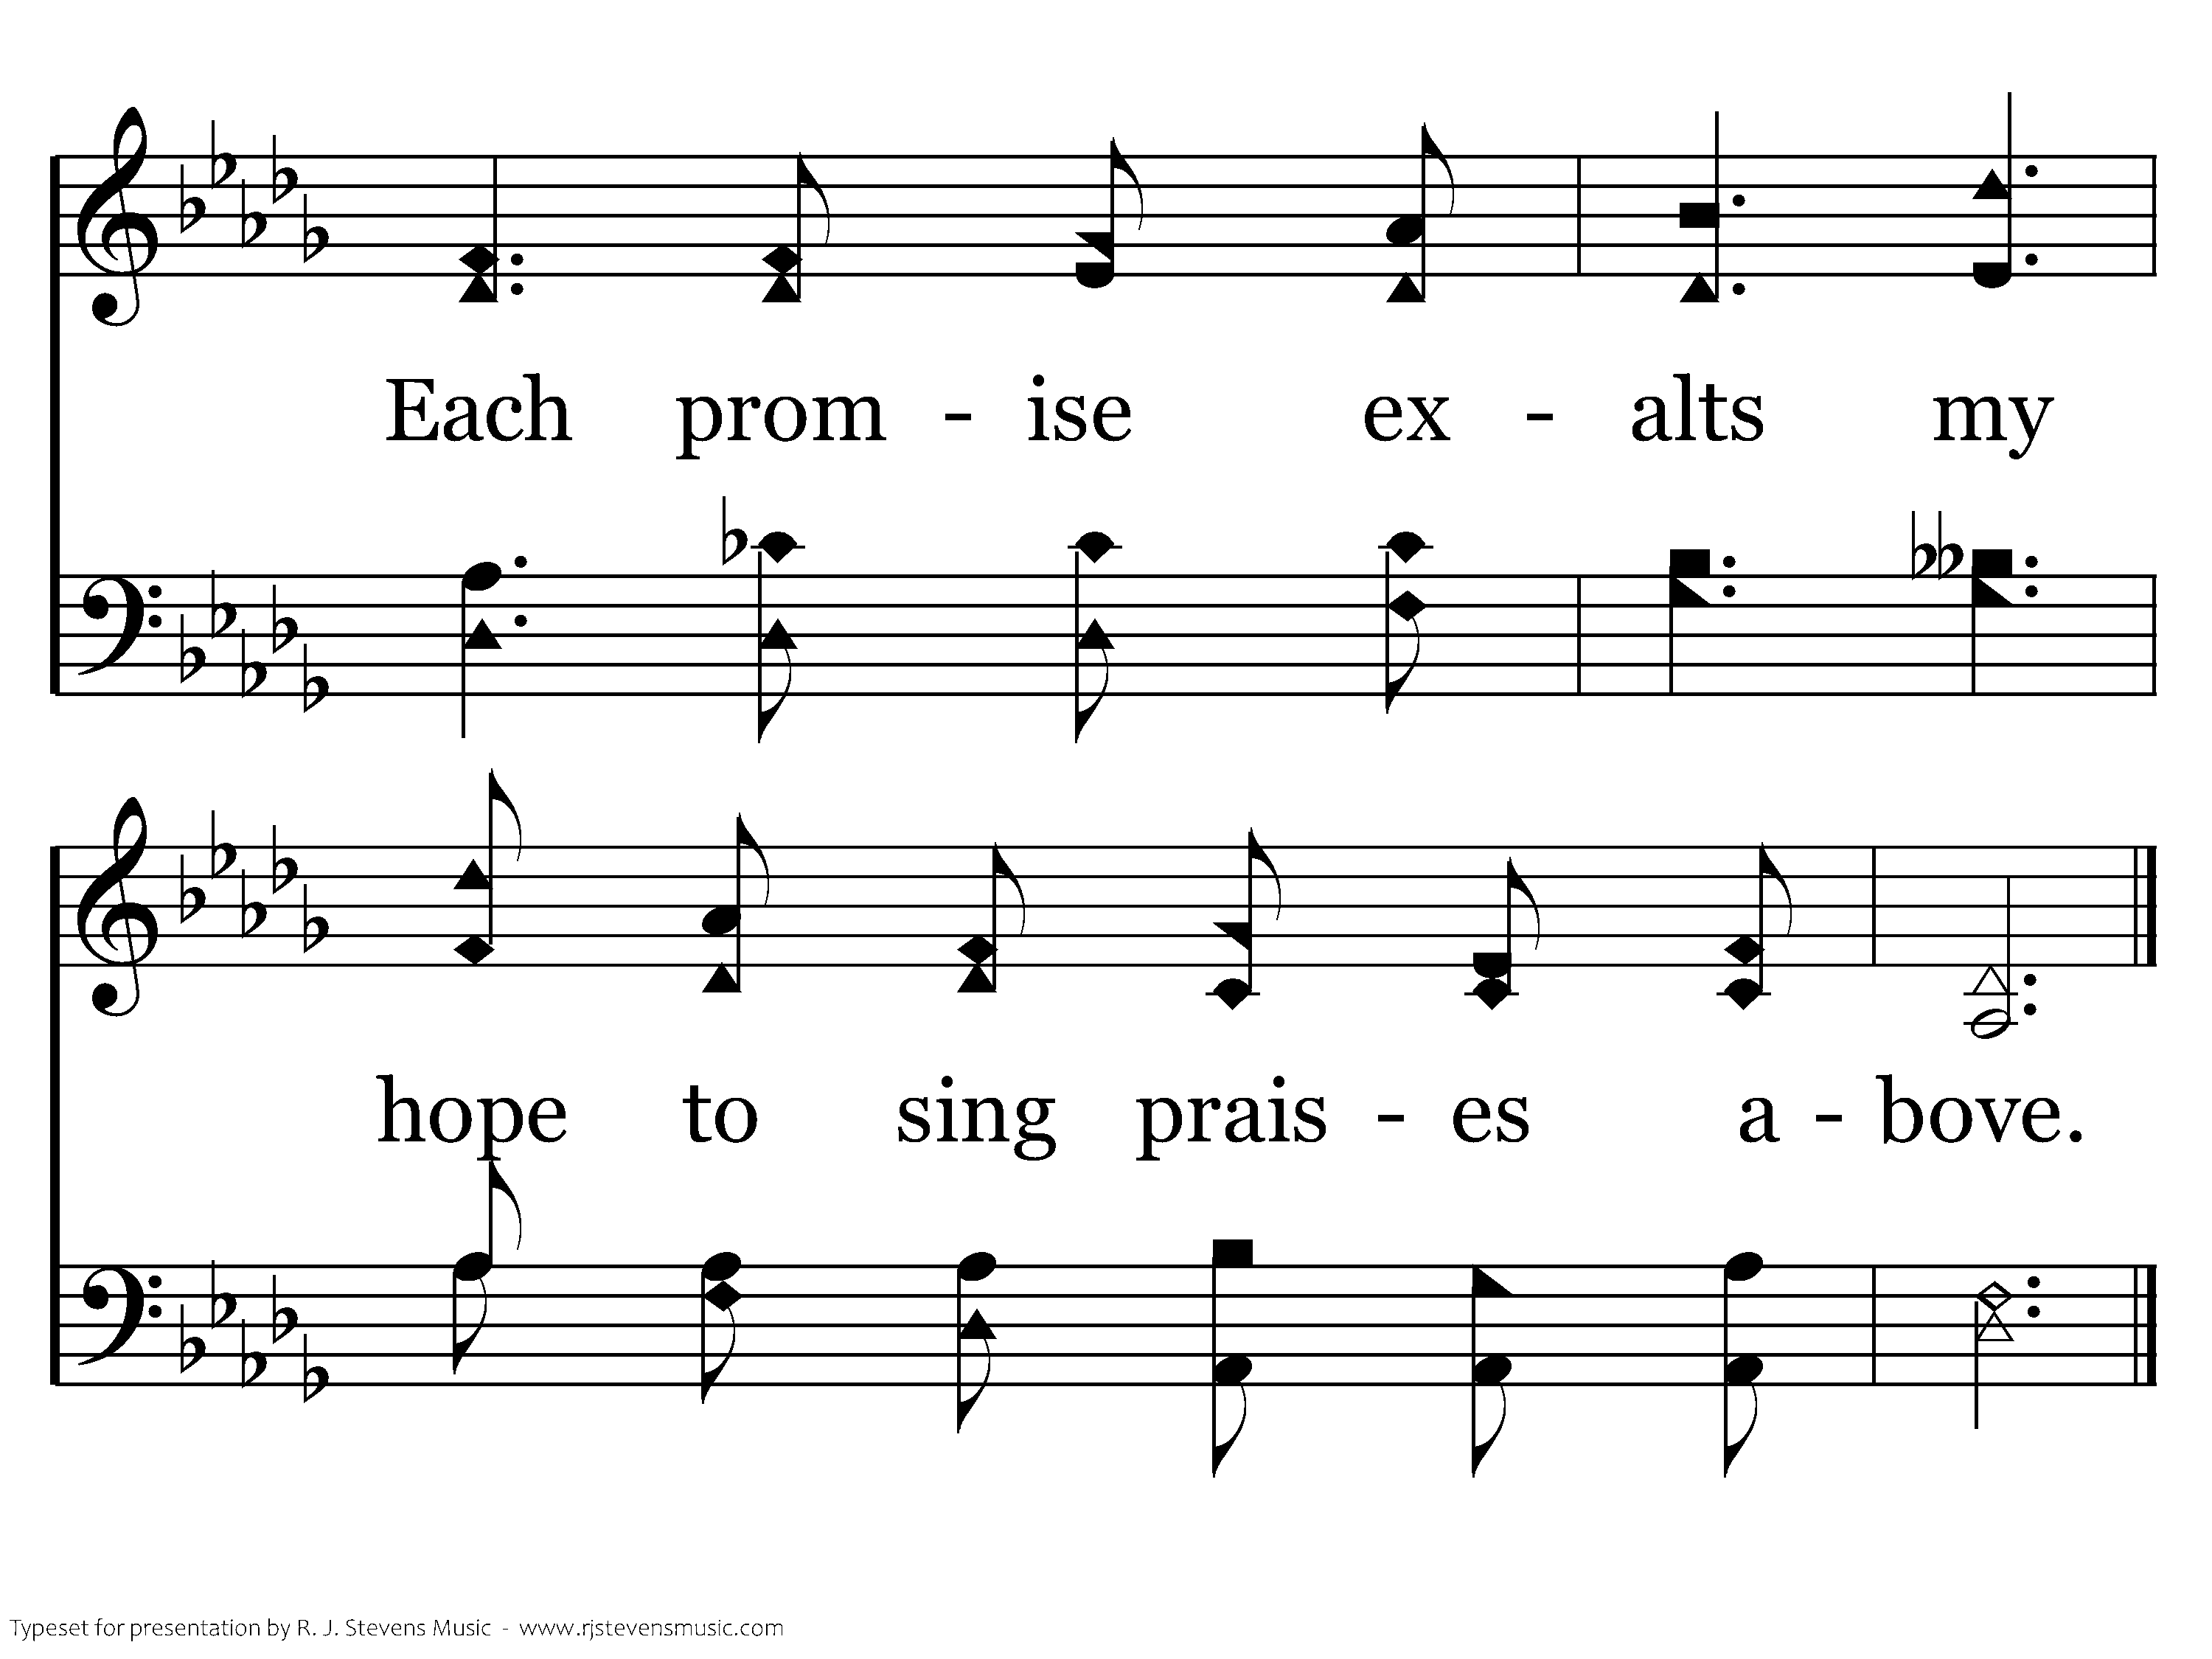 Each prom - ise ex - alts my
hope to sing prais - es a - bove.
Typeset for presentation by R. J. Stevens Music - www.rjstevensmusic.com